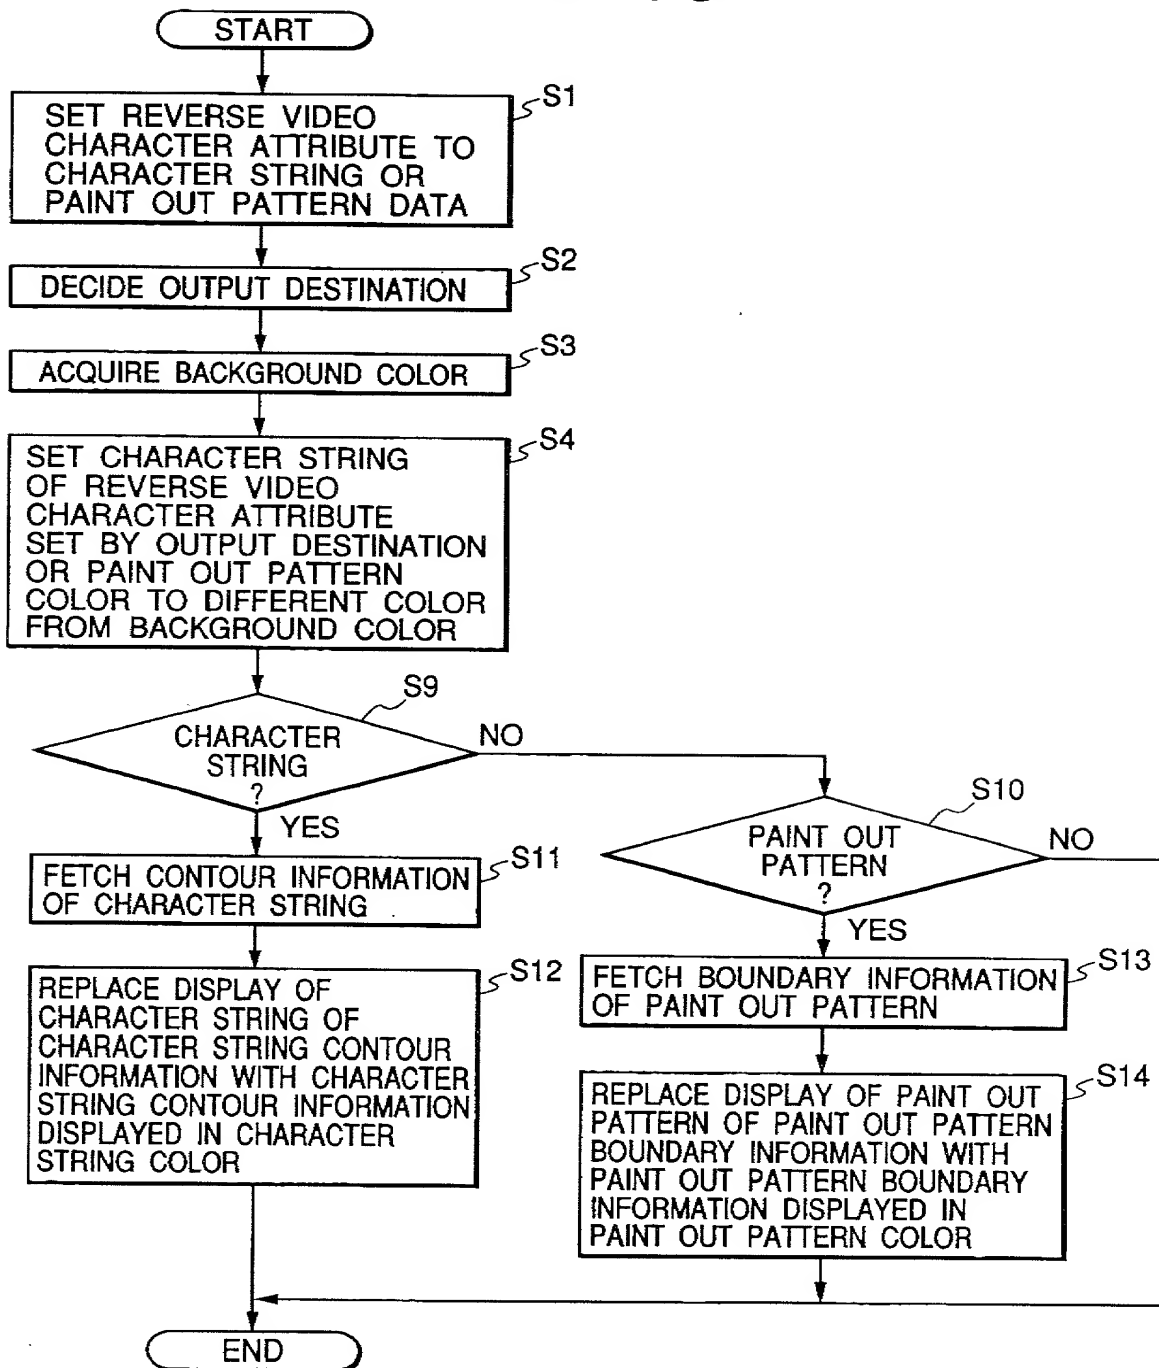 START
S1
SET REVERSE VIDEO
CHARACTER ATTRIBUTE TO
CHARACTER STRING OR
PAINT OUT PATTERN DATA
S2
DECIDE OUTPUT DESTINATION
S3
ACQUIRE BACKGROUND COLOR
S4
SET CHARACTER STRING
OF REVERSE VIDEO
CHARACTER ATTRIBUTE
SET BY OUTPUT DESTINATION
OR PAINT OUT PATTERN
COLOR TO DIFFERENT COLOR
FROM BACKGROUND COLOR
S9
CHARACTER
STRING
?
NO
YES
S10
PAINT OUT
PATTERN
?
NO
YES
S11
FETCH CONTOUR INFORMATION
OF CHARACTER STRING
S12
REPLACE DISPLAY OF
CHARACTER STRING OF
CHARACTER STRING CONTOUR
INFORMATION WITH CHARACTER
STRING CONTOUR INFORMATION
DISPLAYED IN CHARACTER
STRING COLOR
S13
FETCH BOUNDARY INFORMATION
OF PAINT OUT PATTERN
S14
REPLACE DISPLAY OF PAINT OUT
PATTERN OF PAINT OUT PATTERN
BOUNDARY INFORMATION WITH
PAINT OUT PATTERN BOUNDARY
INFORMATION DISPLAYED IN
PAINT OUT PATTERN COLOR
END